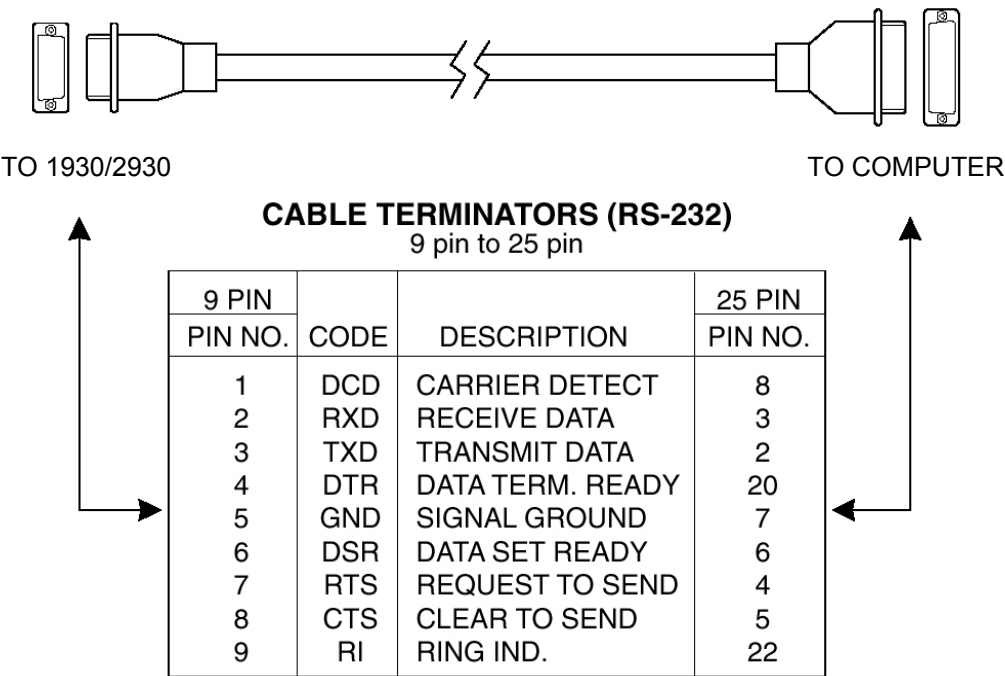 TO 1930/2930 TO COMPUTER
CABLE TERMINATORS (RS-232)
9 pin to 25 pin
9 PIN 25 PIN
PIN NO. CODE DESCRIPTION PIN NO.
1 DCD CARRIER DETECT 8
2 RXD RECEIVE DATA 3
3 TXD TRANSMIT DATA 2
4 DTR DATA TERM. READY 20
5 GND SIGNAL GROUND 7
6 DSR DATA SET READY 6
7 RTS REQUEST TO SEND 4
8 CTS CLEAR TO SEND 5
9 RI RING IND. 22